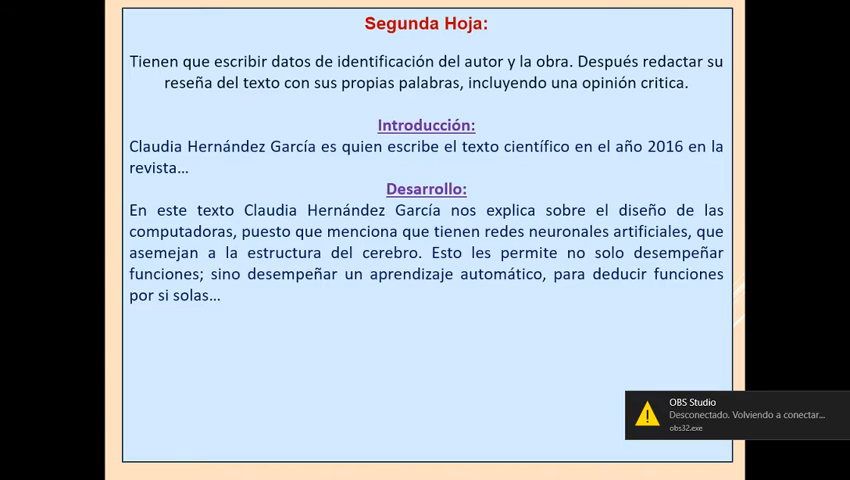 Segunda Hoja:
Tienen que escribir datos de identificación del autor y la obra. Después redactar su
reseña del texto con sus propias palabras, incluyendo una opinión critica.
Introducción:
Claudia Hernández García es quien escribe el texto científico en el año 2016 en la
revista...
Desarrollo:
En este texto Claudia Hernández García nos explica sobre el diseño de las
computadoras, puesto que menciona que tienen redes neuronales artificiales, que
asemejan a la estructura del cerebro. Esto les permite no solo desempeñar
funciones; sino desempeñar un aprendizaje automático, para deducir funciones
por si solas...
OBS Studio
Desconectado. Volviendo a conectar...
obs32.exe